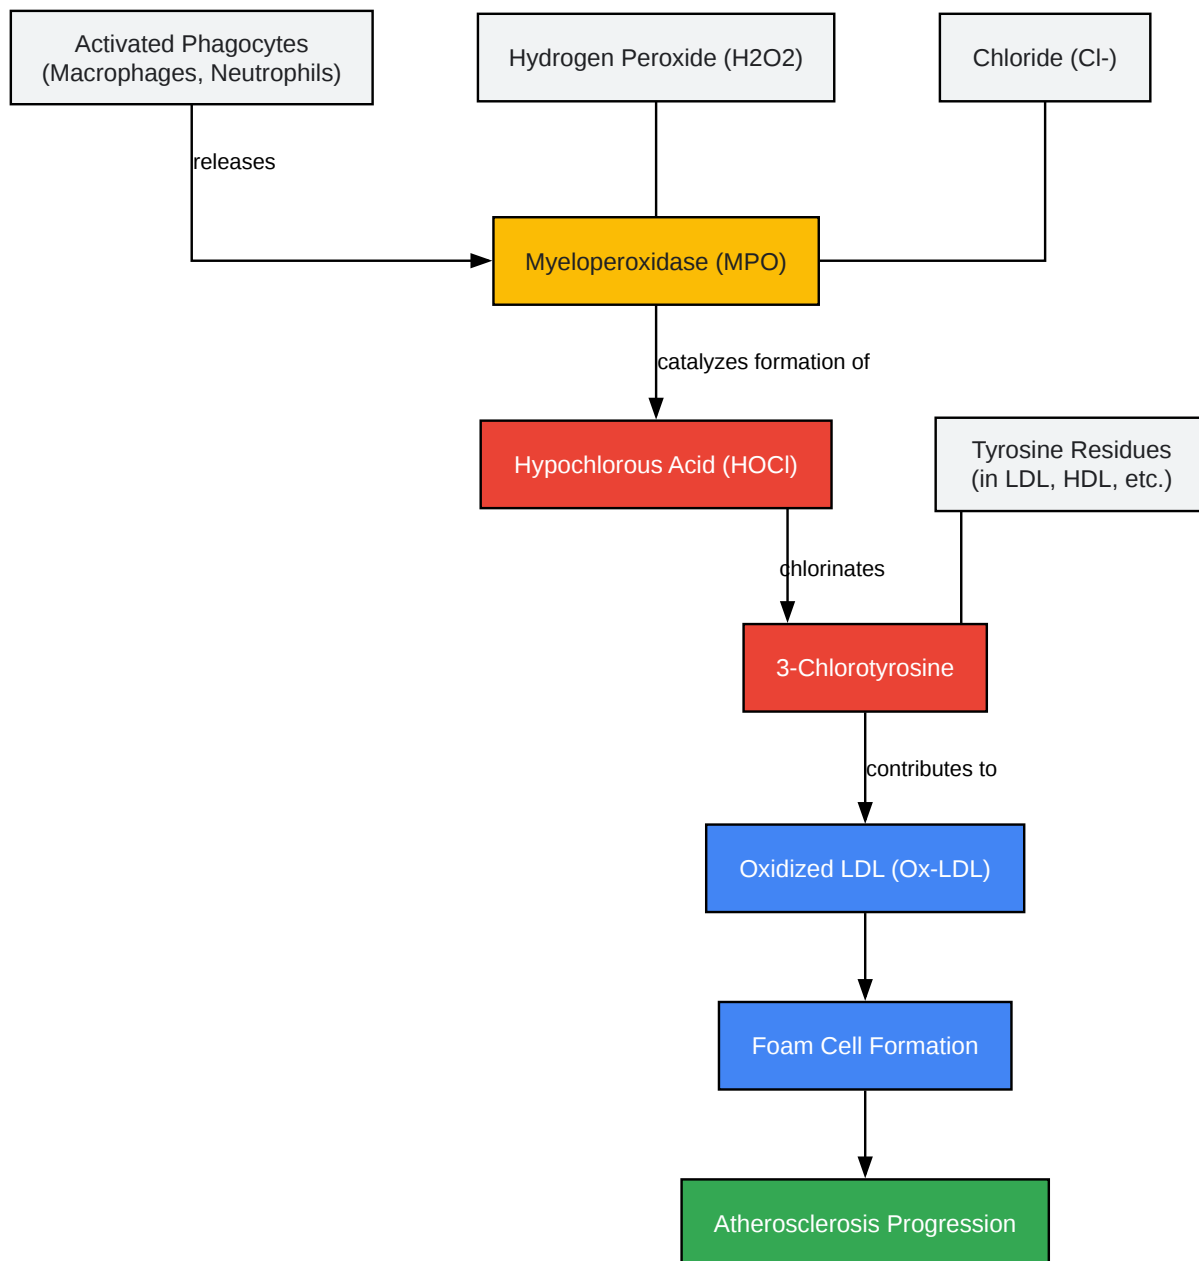 Activated Phagocytes
(Macrophages, Neutrophils)
Hydrogen Peroxide (H2O2)
Chloride (Cl-)
releases
Myeloperoxidase (MPO)
catalyzes formation of
Hypochlorous Acid (HOCl)
Tyrosine Residues
(in LDL, HDL, etc.)
chlorinates
3-Chlorotyrosine
contributes to
Oxidized LDL (Ox-LDL)
Foam Cell Formation
Atherosclerosis Progression